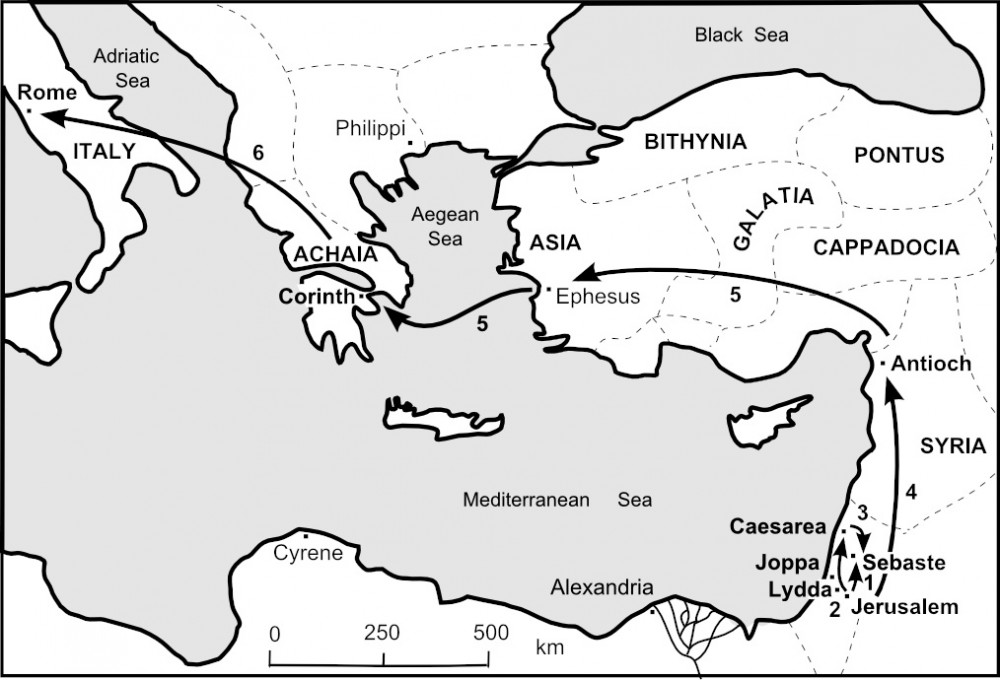 Black Sea
Adriatic
Sea
Rome
Philippi
BITHYNIA
ITALY
6
PONTUS
GALATIA
Aegean
Sea
ASIA
CAPPADOCIA
ACHAIA
Corinth
Ephesus
5
5
Antioch
SYRIA
Mediterranean Sea
4
3
Caesarea
Cyrene
Joppa
Sebaste
Alexandria
Lydda
1
2
Jerusalem
0 250 500
km